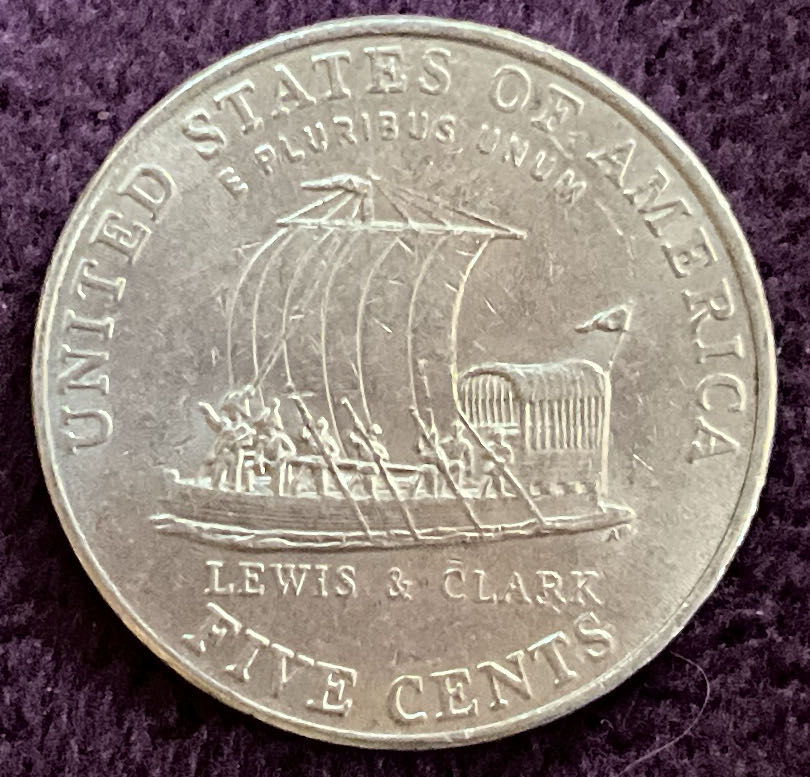 UNITED STATES OF AMERICA
E PLURIBUS UNUM
LEWIS & CLARK
FIVE CENTS